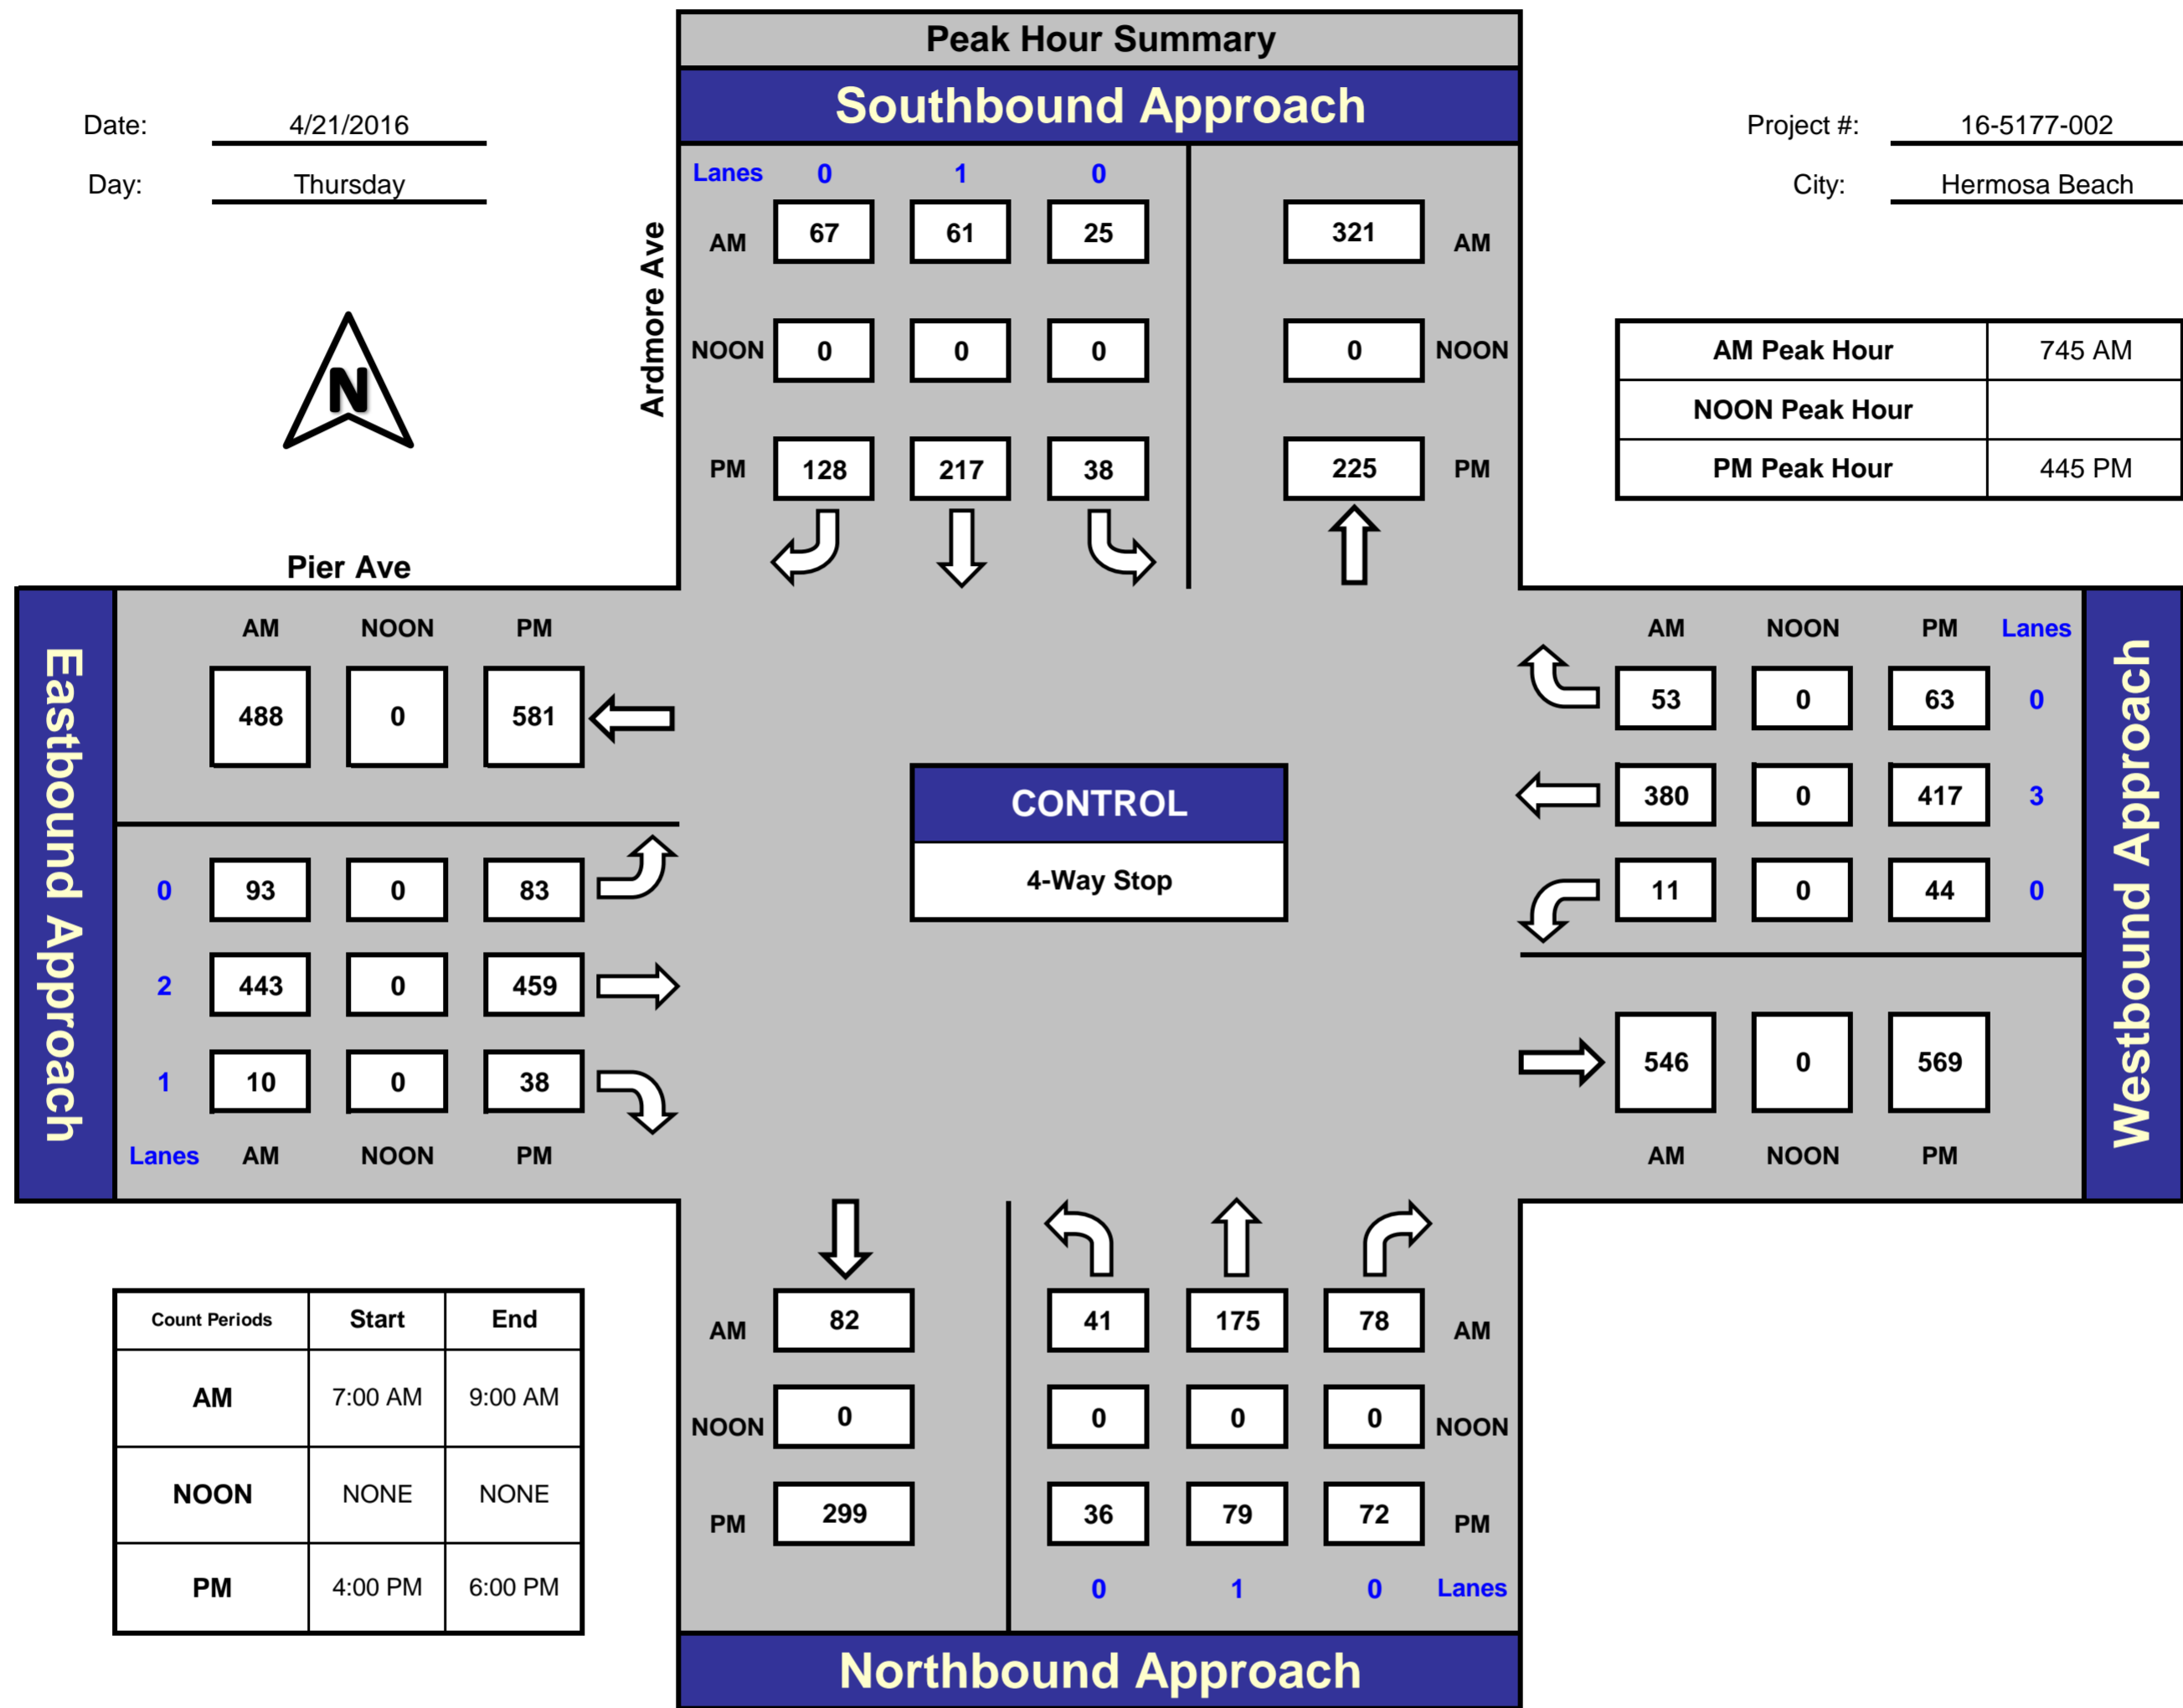 Peak Hour Summary
Southbound Approach
Date: 4/21/2016
Project #: 16-5177-002
Day: Thursday
City: Hermosa Beach
Lanes 0 1 0
AM 67 61 25 321 AM
Ardmore Ave
N
NOON 0 0 0 0 NOON
PM 128 217 38 225 PM
AM Peak Hour 745 AM
NOON Peak Hour
PM Peak Hour 445 PM
Pier Ave
Eastbound Approach
AM NOON PM
488 0 581
0 93 0 83
2 443 0 459
1 10 0 38
Lanes AM NOON PM
CONTROL
4-Way Stop
AM NOON PM Lanes
53 0 63 0
380 0 417 3
11 0 44 0
546 0 569
AM NOON PM
Westbound Approach
Count Periods Start End
AM 7:00 AM 9:00 AM
NOON NONE NONE
PM 4:00 PM 6:00 PM
AM 82 41 175 78 AM
NOON 0 0 0 0 NOON
PM 299 36 79 72 PM
0 1 0 Lanes
Northbound Approach